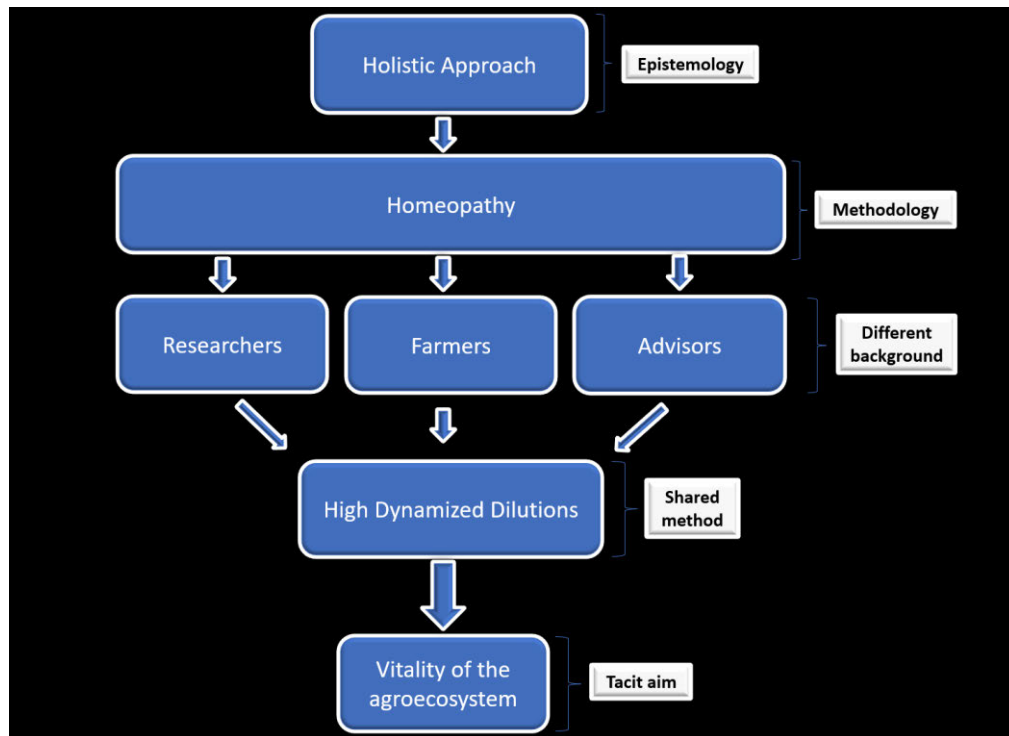 Holistic Approach
Epistemology
Homeopathy
Methodology
Researchers
Farmers
Advisors
Different
background
High Dynamized Dilutions
Shared
method
Vitality of the
agroecosystem
Tacit aim